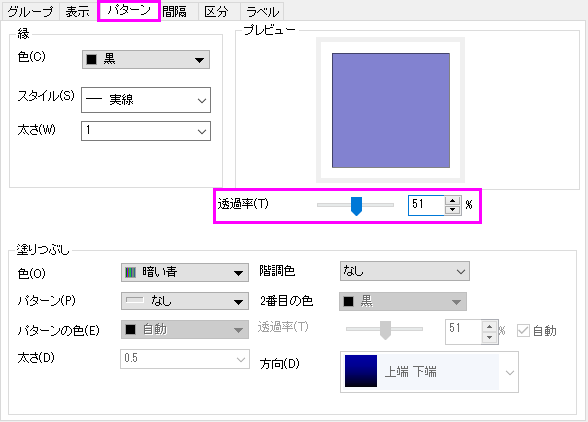 グループ 表示 パターン 間隔 区分 ラベル
縁
色(C) 黒
スタイル(S) 実線
太さ(W) 1
プレビュー
透過率(T) 51 %
塗りつぶし
色(O) 暗い青
パターン(P) なし
パターンの色(E) 自動
太さ(D) 0.5
階調色 なし
2番目の色 黒
透過率(T) 51 % 自動
方向(D) 上端 下端